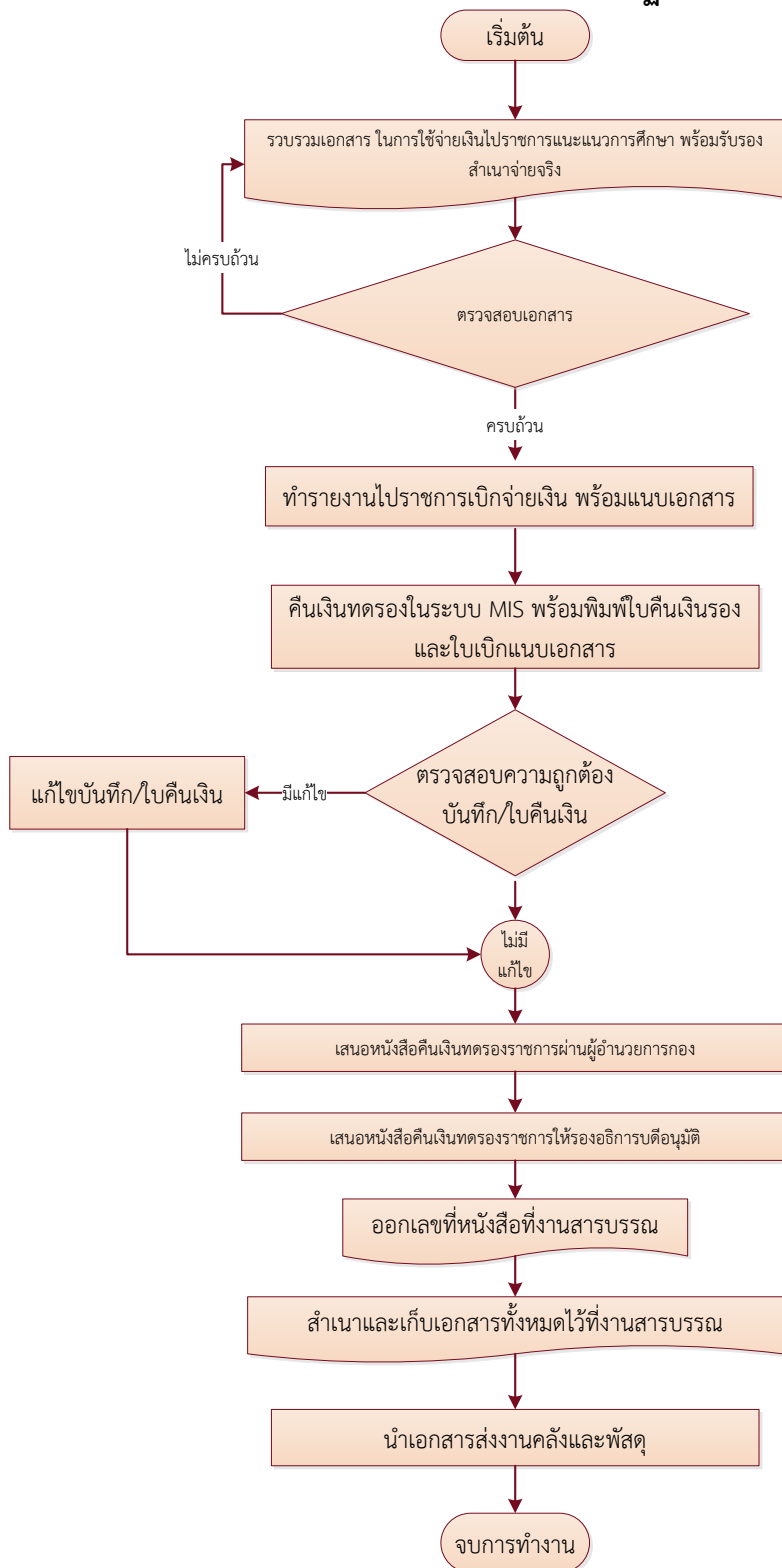 เริ่มต้น
รวบรวมเอกสาร ในการใช้จ่ายเงินไปราชการแนะแนวการศึกษา พร้อมรับรอง
สำเนาจ่ายจริง
ไม่ครบถ้วน
ตรวจสอบเอกสาร
ครบถ้วน
ทำรายงานไปราชการเบิกจ่ายเงิน พร้อมแนบเอกสาร
คืนเงินทดรองในระบบ MIS พร้อมพิมพ์ใบคืนเงินรอง
และใบเบิกแนบเอกสาร
ตรวจสอบความถูกต้อง
บันทึก/ใบคืนเงิน
มีแก้ไข
แก้ไขบันทึก/ใบคืนเงิน
ไม่มี
แก้ไข
เสนอหนังสือคืนเงินทดรองราชการผ่านผู้อำนวยการกอง
เสนอหนังสือคืนเงินทดรองราชการให้รองอธิการบดีอนุมัติ
ออกเลขที่หนังสือที่งานสารบรรณ
สำเนาและเก็บเอกสารทั้งหมดไว้ที่งานสารบรรณ
นำเอกสารส่งงานคลังและพัสดุ
จบการทำงาน